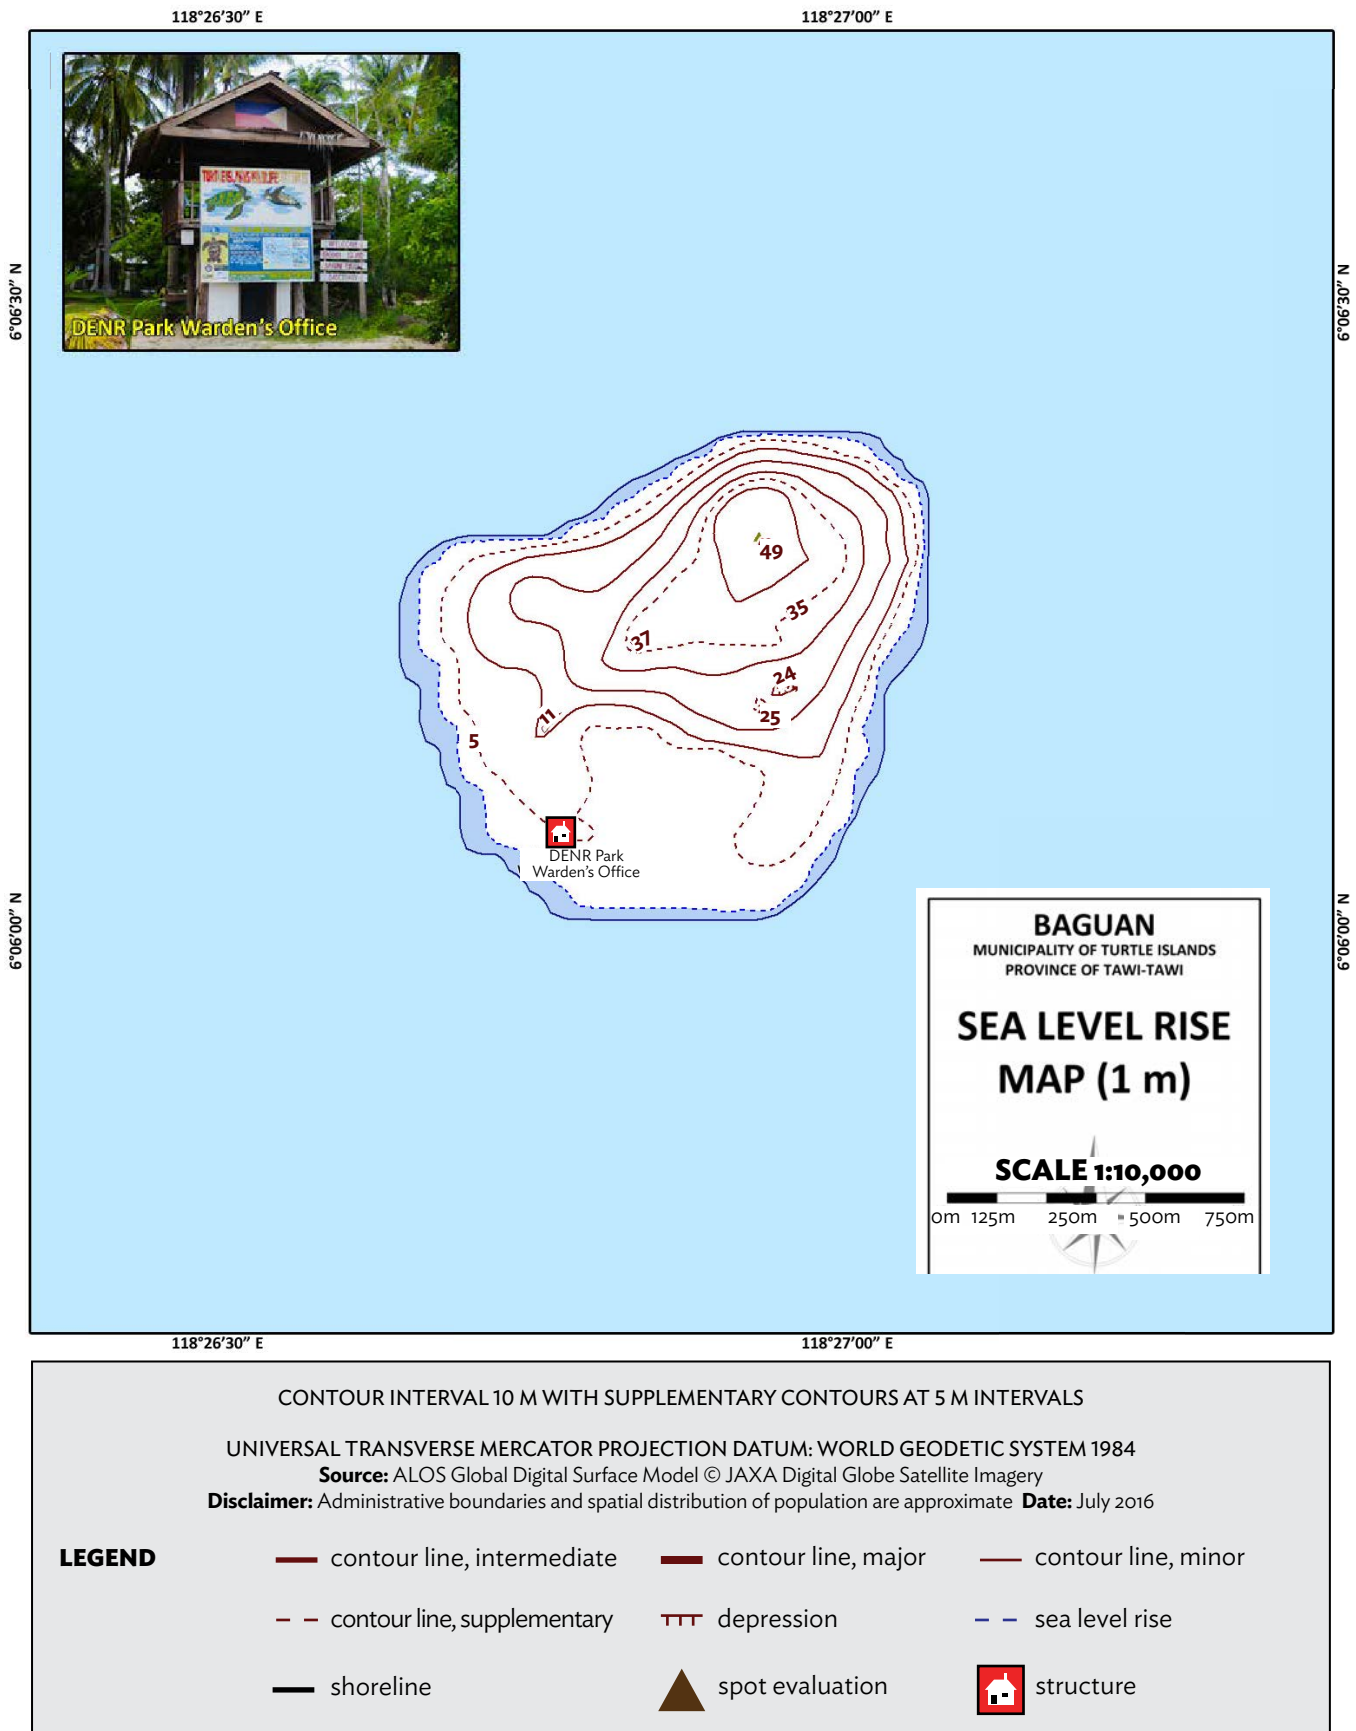 118°26'30" E
118°27'00" E
6°06'30" N
6°06'30" N
TURTLE ISLANDS WILDLIFE
DENR Park Warden's Office
49
35
37
24
25
11
5
DENR Park
Warden's Office
6°06'00" N
6°06'00" N
BAGUAN
MUNICIPALITY OF TURTLE ISLANDS
PROVINCE OF TAWI-TAWI
SEA LEVEL RISE
MAP (1 m)
SCALE 1:10,000
0m 125m 250m 500m 750m
118°26'30" E
118°27'00" E
CONTOUR INTERVAL 10 M WITH SUPPLEMENTARY CONTOURS AT 5 M INTERVALS
UNIVERSAL TRANSVERSE MERCATOR PROJECTION DATUM: WORLD GEODETIC SYSTEM 1984
Source: ALOS Global Digital Surface Model © JAXA Digital Globe Satellite Imagery
Disclaimer: Administrative boundaries and spatial distribution of population are approximate Date: July 2016
LEGEND
contour line, intermediate
contour line, major
contour line, minor
contour line, supplementary
depression
sea level rise
shoreline
spot evaluation
structure